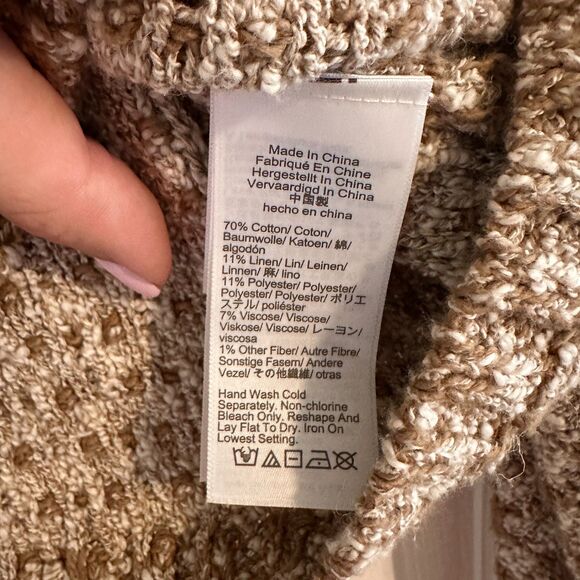 Made In China
Fabriqué En Chine
Hergestellt In China
Vervaardigd In China
中国製
hecho en china
70% Cotton/ Coton/
Baumwolle/ Katoen/ 綿/
algodón
11% Linen/ Lin/ Leinen/
Linnen/ 麻/ lino
11% Polyester/ Polyester/
Polyester/ Polyester/ ポリエ
ステル/ poliéster
7% Viscose/ Viscose/
Viskose/ Viscose/ レーヨン/
viscosa
1% Other Fiber/ Autre Fibre/
Sonstige Fasern/ Andere
Vezel/ その他繊維/ otras
Hand Wash Cold
Separately. Non-chlorine
Bleach Only. Reshape And
Lay Flat To Dry. Iron On
Lowest Setting.